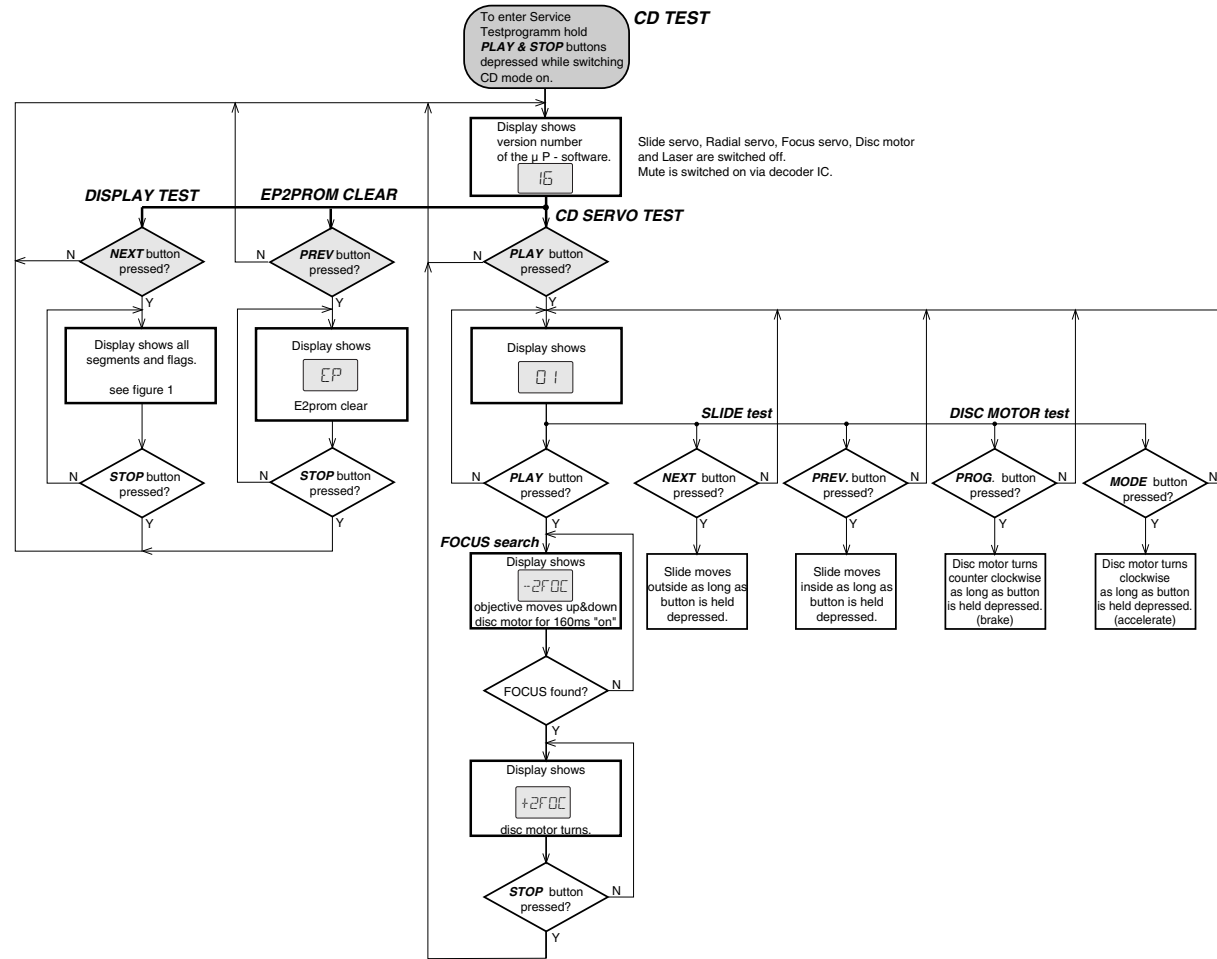 To enter Service
Testprogramm hold
PLAY & STOP buttons
depressed while switching
CD mode on.
CD TEST
Display shows
version number
of the µ P - software.
16
Slide servo, Radial servo, Focus servo, Disc motor
and Laser are switched off.
Mute is switched on via decoder IC.
DISPLAY TEST
EP2PROM CLEAR
CD SERVO TEST
N
NEXT button
pressed?
Y
N
PREV button
pressed?
Y
N
PLAY button
pressed?
Y
Display shows all
segments and flags.
see figure 1
Display shows
EP
E2prom clear
Display shows
01
SLIDE test
DISC MOTOR test
N
STOP button
pressed?
Y
N
STOP button
pressed?
Y
N
PLAY button
pressed?
Y
NEXT button
pressed?
N
Y
PREV. button
pressed?
N
Y
PROG. button
pressed?
N
Y
MODE button
pressed?
N
Y
FOCUS search
Display shows
-2FOC
objective moves up&down
disc motor for 160ms "on"
Slide moves
outside as long as
button is held
depressed.
Slide moves
inside as long as
button is held
depressed.
Disc motor turns
counter clockwise
as long as button
is held depressed.
(brake)
Disc motor turns
clockwise
as long as button
is held depressed.
(accelerate)
FOCUS found?
N
Y
Display shows
+2FOC
disc motor turns.
STOP button
pressed?
N
Y